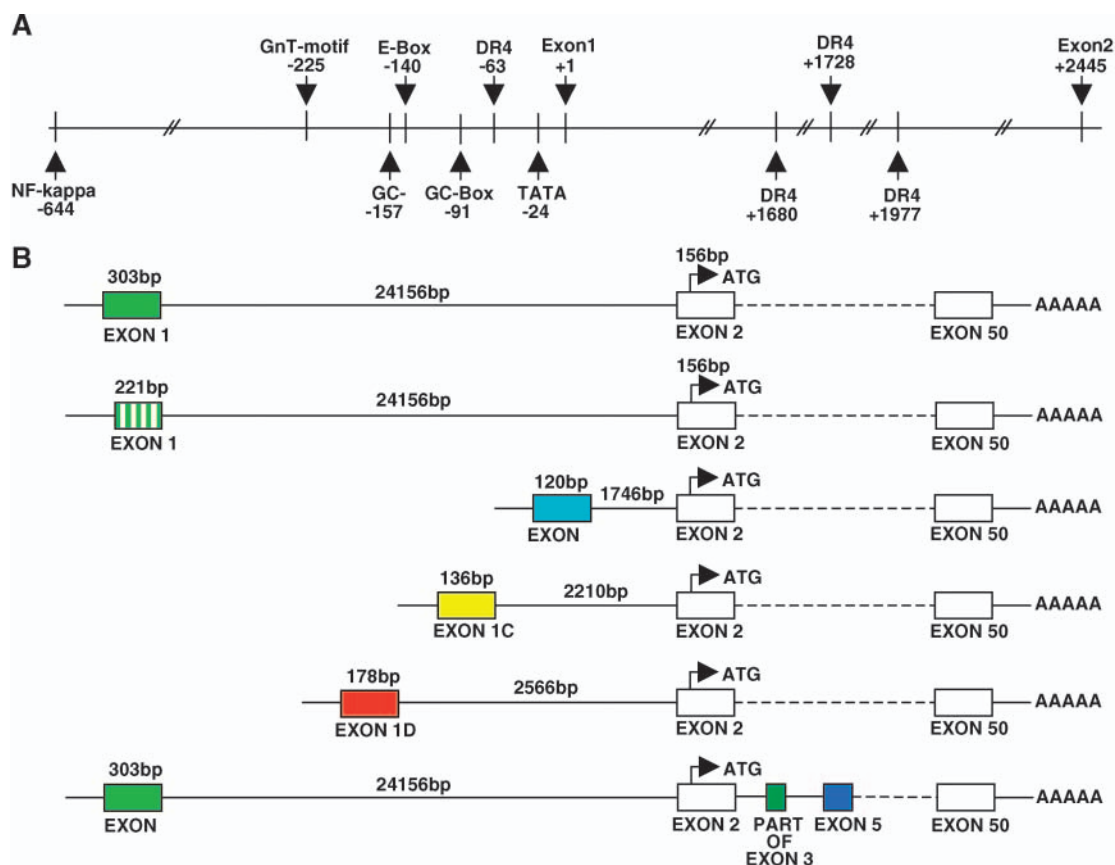 A
GnT-motif
-225
E-Box
-140
DR4
-63
Exon1
+1
DR4
+1728
Exon2
+2445
NF-kappa
-644
GC-
-157
GC-Box
-91
TATA
-24
DR4
+1680
DR4
+1977
B
303bp
24156bp
156bp
ATG
AAAAA
EXON 1
EXON 2
EXON 50
221bp
24156bp
156bp
ATG
AAAAA
EXON 1
EXON 2
EXON 50
120bp
1746bp
ATG
AAAAA
EXON
EXON 2
EXON 50
136bp
2210bp
ATG
AAAAA
EXON 1C
EXON 2
EXON 50
178bp
2566bp
ATG
AAAAA
EXON 1D
EXON 2
EXON 50
303bp
24156bp
ATG
AAAAA
EXON
EXON 2
PART
OF
EXON 3
EXON 5
EXON 50